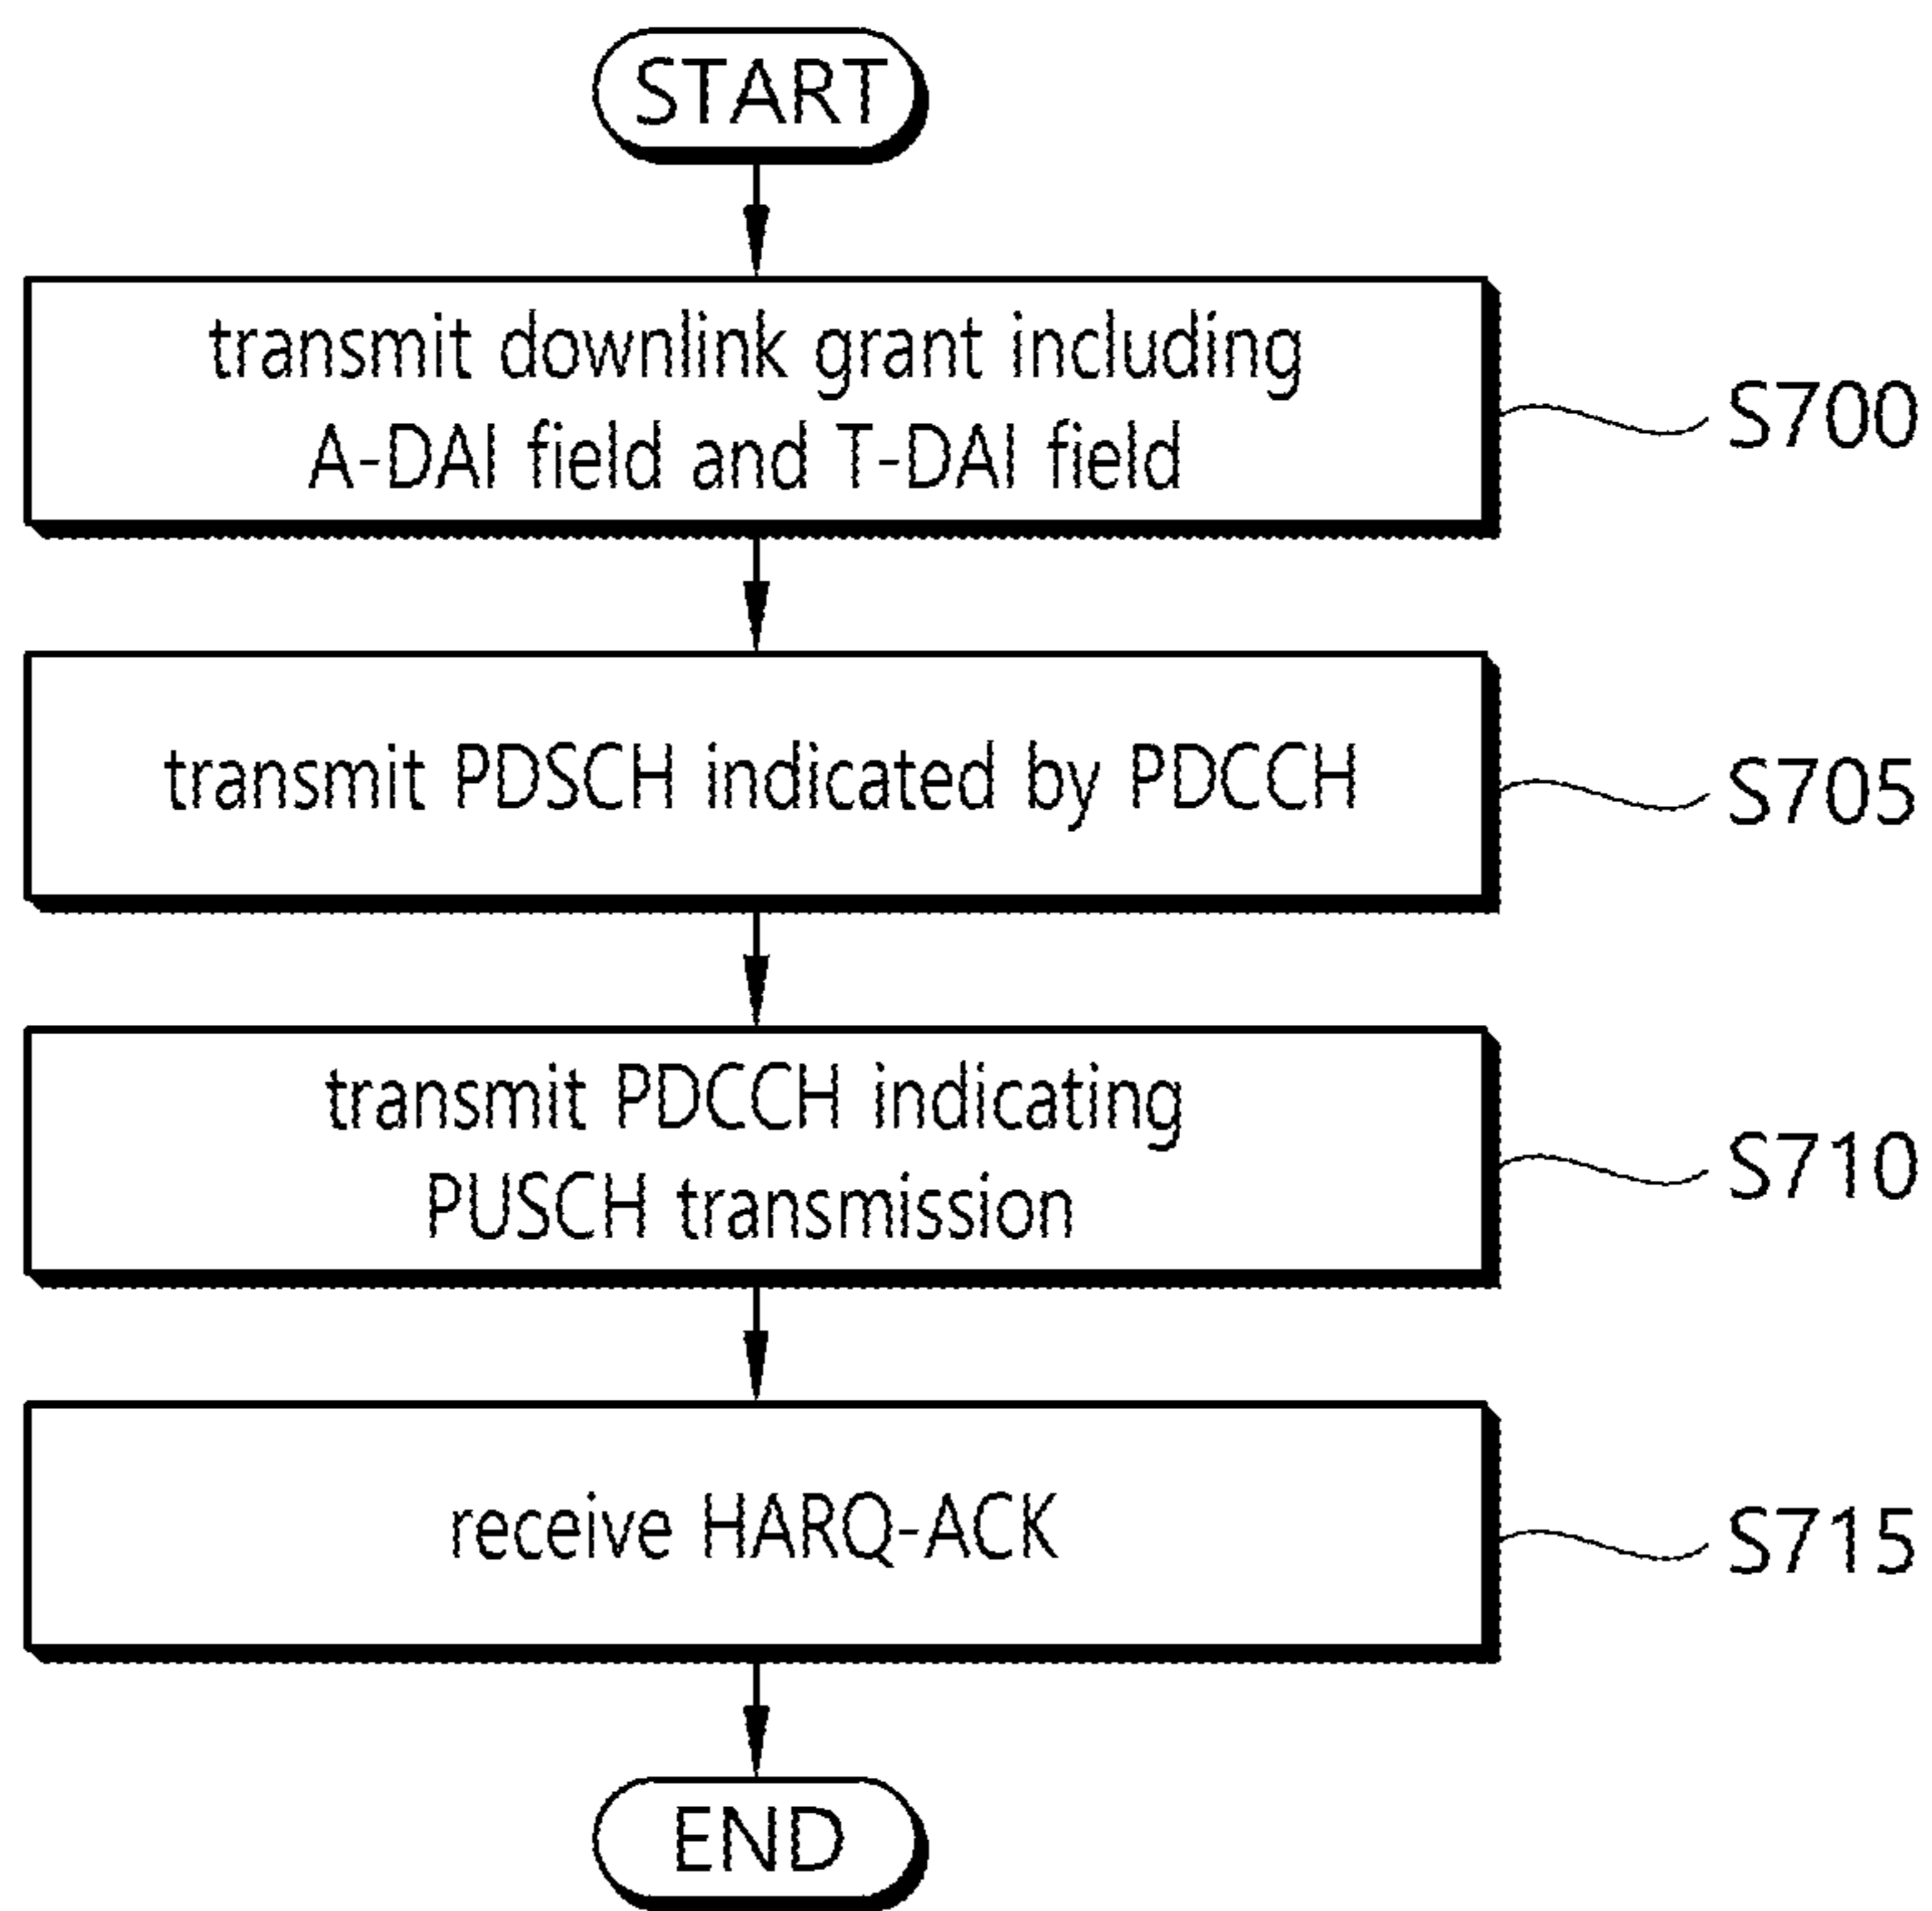 START
transmit downlink grant including
A-DAI field and T-DAI field
S700
transmit PDSCH indicated by PDCCH
S705
transmit PDCCH indicating
PUSCH transmission
S710
receive HARQ-ACK
S715
END